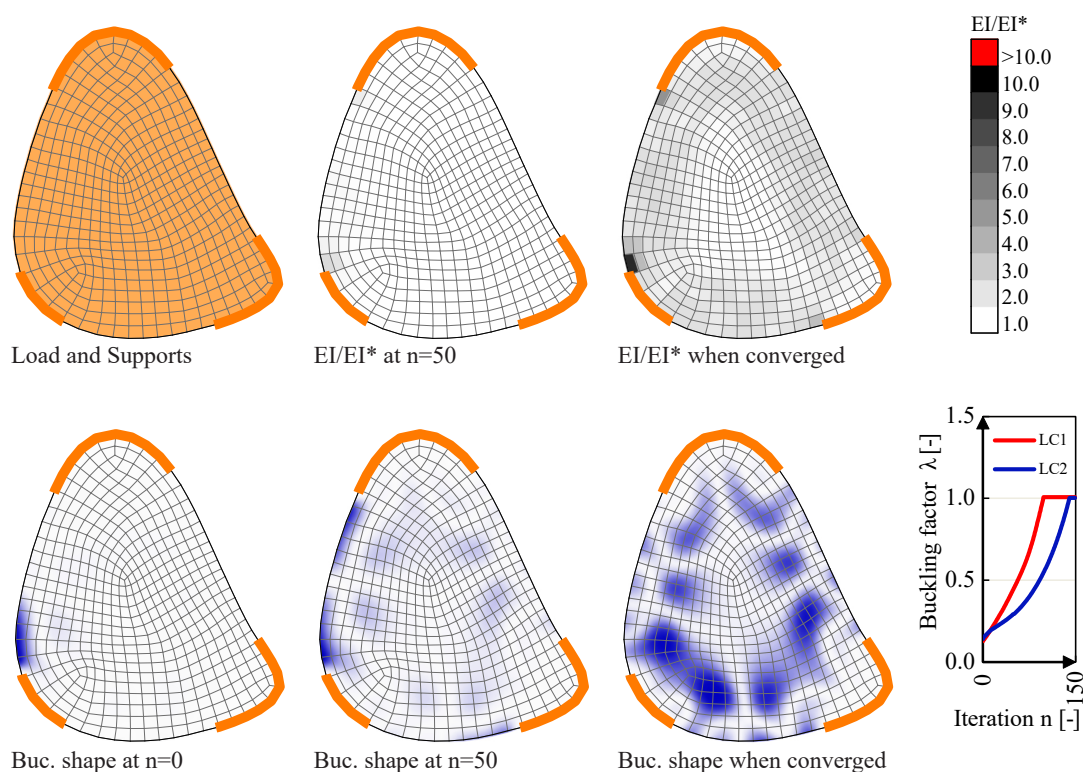 EI/EI*
>10.0
10.0
9.0
8.0
7.0
6.0
5.0
4.0
3.0
2.0
1.0
Load and Supports
EI/EI* at n=50
EI/EI* when converged
1.5
LC1
LC2
1.0
0.5
0.0
Buckling factor λ [-]
0
150
Iteration n [-]
Buc. shape at n=0
Buc. shape at n=50
Buc. shape when converged